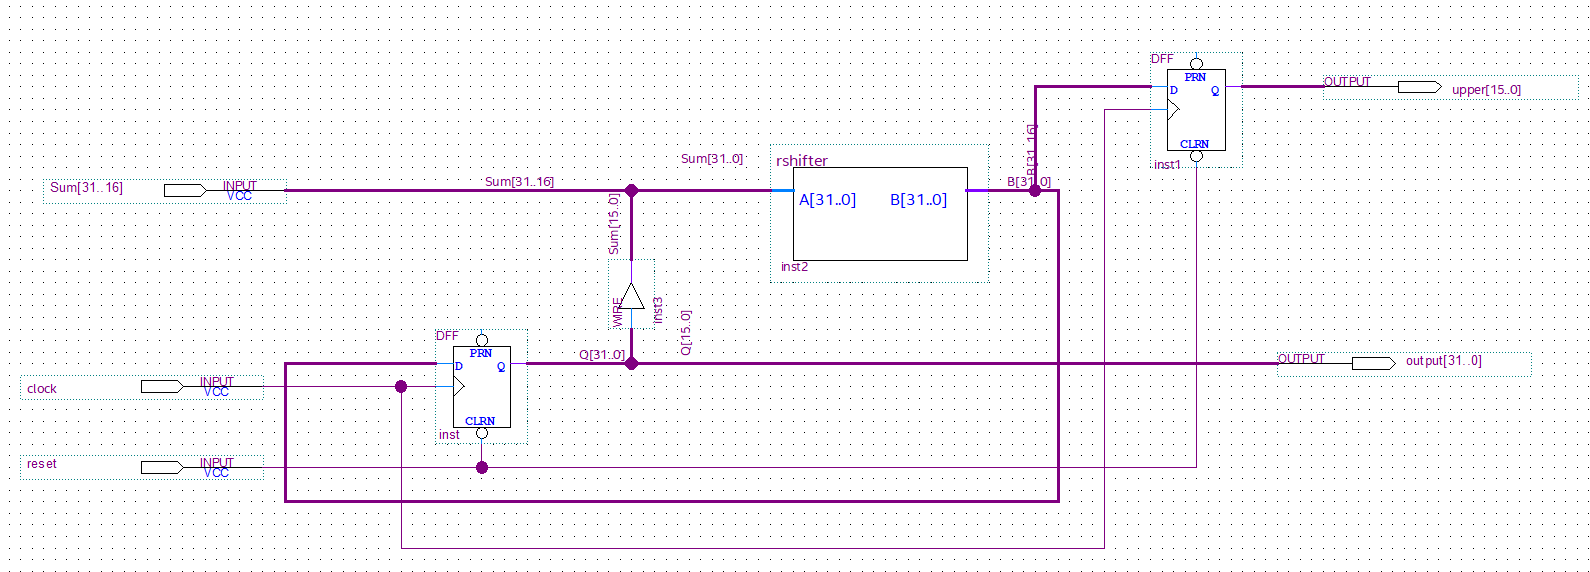 DFF
PRN
D Q
CLRN
inst1
OUTPUT
upper[15..0]
B[31..16]
rshifter
Sum[31..0]
Sum[31..16]
INPUT
VCC
Sum[31..16]
B[31..0]
A[31..0] B[31..0]
inst2
Sum[15..0]
WIRE
inst3
Q[15..0]
DFF
PRN
D Q
CLRN
inst
Q[31..0]
OUTPUT
output[31..0]
clock
INPUT
VCC
reset
INPUT
VCC